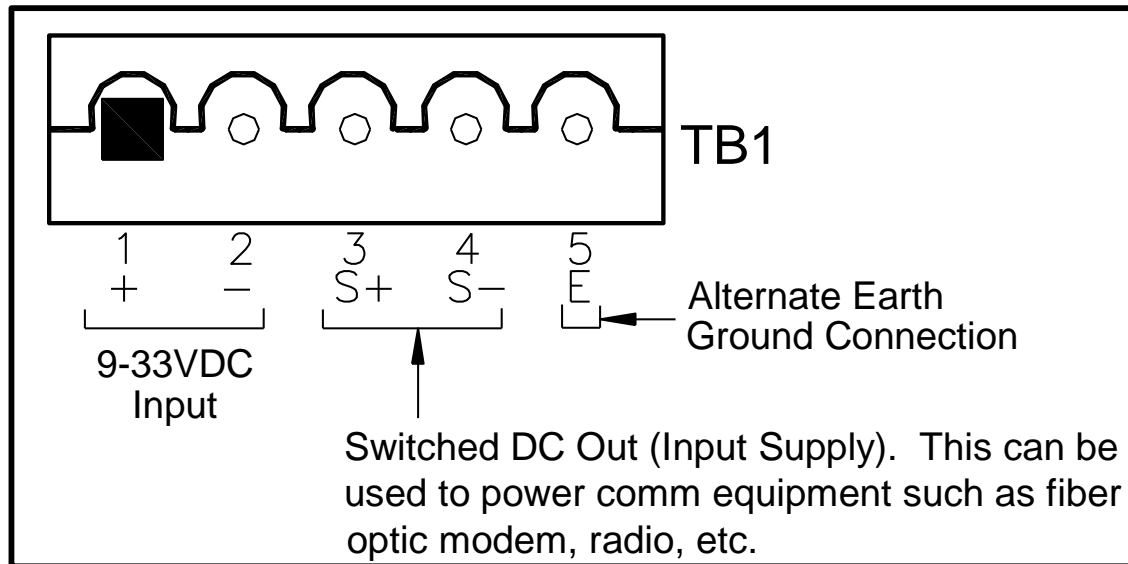 TB1
1 2 3 4 5
+ - S+ S- E
9-33VDC
Input
Alternate Earth
Ground Connection
Switched DC Out (Input Supply).  This can be
used to power comm equipment such as fiber
optic modem, radio, etc.